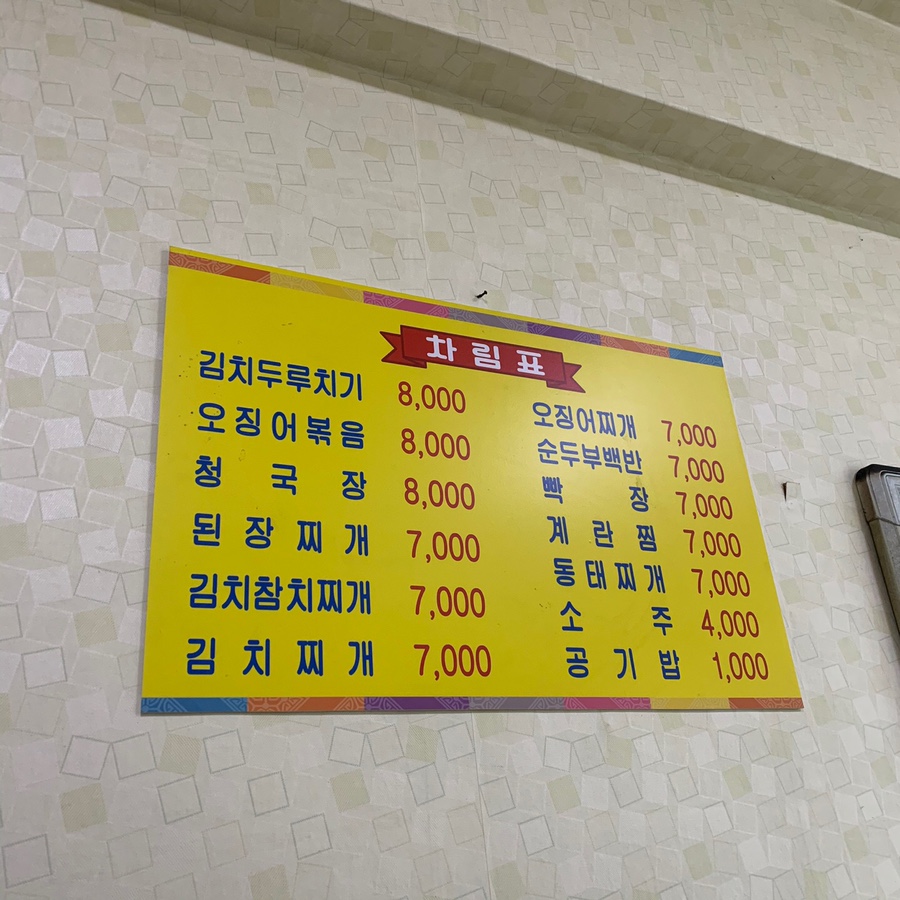 차림표
김치두루치기 8,000
오징어볶음 8,000
청국장 8,000
된장찌개 7,000
김치참치찌개 7,000
김치찌개 7,000
오징어찌개 7,000
순두부백반 7,000
빡장 7,000
계란찜 7,000
동태찌개 7,000
소주 4,000
공기밥 1,000